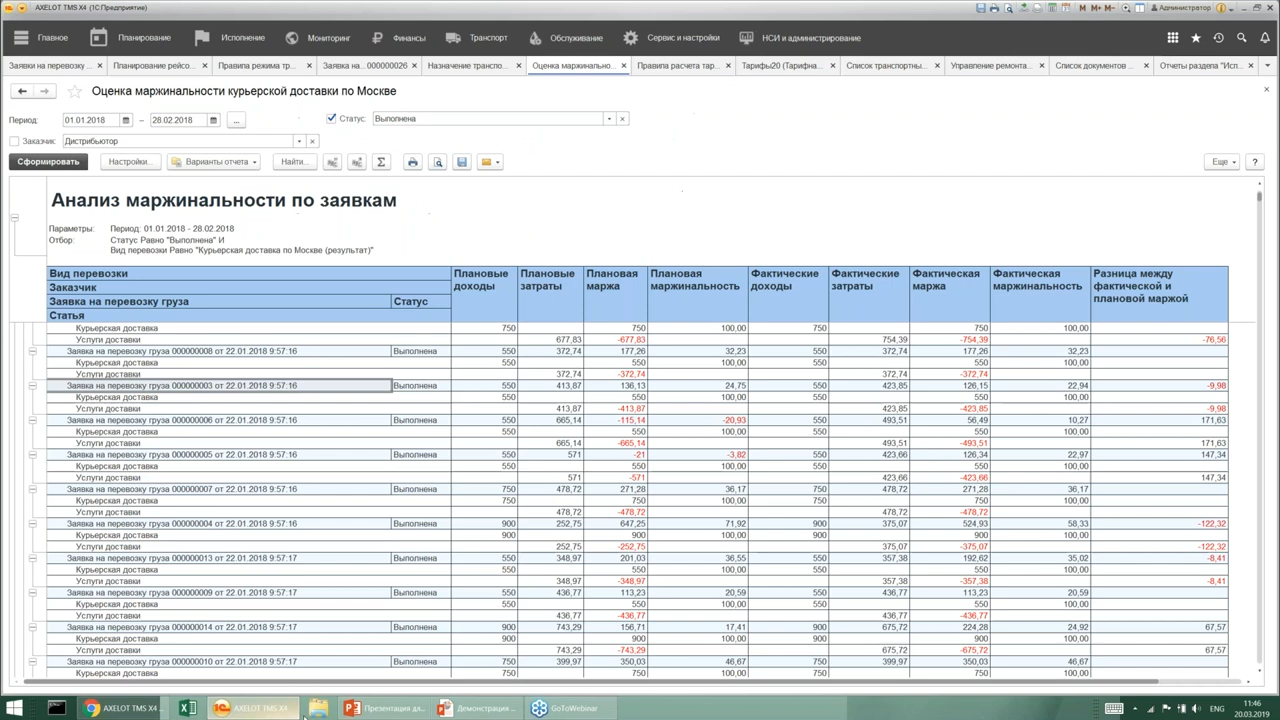 AXELOT TMS X4 (1С:Предприятие)
M M+ M- Администратор
Главное Планирование Исполнение Мониторинг Финансы Транспорт Обслуживание Сервис и настройки НСИ и администрирование
Заявки на перевозку ... × Планирование рейсо... × Правила режима тр... × Заявка на.. 000000026 × Назначение транспо... × Оценка маржинально... × Правила расчета тар... × Тарифы20 (Тарифна... × Список транспортны... × Управление ремонта... × Список документов ... × Отчеты раздела "Исп...
Оценка маржинальности курьерской доставки по Москве
Период: 01.01.2018 – 28.02.2018 ... Статус: Выполнена
Заказчик: Дистрибьютор
Сформировать Настройки... Варианты отчета Найти... Σ Еще ?
Анализ маржинальности по заявкам
Параметры: Период: 01.01.2018 - 28.02.2018
Отбор: Статус Равно "Выполнена" И
Вид перевозки Равно "Курьерская доставка по Москве (результат)"
Вид перевозки
Заказчик
Заявка на перевозку груза Статус
Статья
Плановые доходы
Плановые затраты
Плановая маржа
Плановая маржинальность
Фактические доходы
Фактические затраты
Фактическая маржа
Фактическая маржинальность
Разница между фактической и плановой маржой
Курьерская доставка 750 750 100,00 750 750 100,00
Услуги доставки 677,83 -677,83 754,39 -754,39 -76,56
Заявка на перевозку груза 000000008 от 22.01.2018 9:57:16 Выполнена 550 372,74 177,26 32,23 550 372,74 177,26 32,23
Курьерская доставка 550 550 100,00 550 550 100,00
Услуги доставки 372,74 -372,74 372,74 -372,74
Заявка на перевозку груза 000000003 от 22.01.2018 9:57:16 Выполнена 550 413,87 136,13 24,75 550 423,85 126,15 22,94 -9,98
Курьерская доставка 550 550 100,00 550 550 100,00
Услуги доставки 413,87 -413,87 423,85 -423,85 -9,98
Заявка на перевозку груза 000000006 от 22.01.2018 9:57:16 Выполнена 550 665,14 -115,14 -20,93 550 493,51 56,49 10,27 171,63
Курьерская доставка 550 550 100,00 550 550 100,00
Услуги доставки 665,14 -665,14 493,51 -493,51 171,63
Заявка на перевозку груза 000000005 от 22.01.2018 9:57:16 Выполнена 550 571 -21 -3,82 550 423,66 126,34 22,97 147,34
Курьерская доставка 550 550 100,00 550 550 100,00
Услуги доставки 571 -571 423,66 -423,66 147,34
Заявка на перевозку груза 000000007 от 22.01.2018 9:57:16 Выполнена 750 478,72 271,28 36,17 750 478,72 271,28 36,17
Курьерская доставка 750 750 100,00 750 750 100,00
Услуги доставки 478,72 -478,72 478,72 -478,72
Заявка на перевозку груза 000000004 от 22.01.2018 9:57:16 Выполнена 900 252,75 647,25 71,92 900 375,07 524,93 58,33 -122,32
Курьерская доставка 900 900 100,00 900 900 100,00
Услуги доставки 252,75 -252,75 375,07 -375,07 -122,32
Заявка на перевозку груза 000000013 от 22.01.2018 9:57:17 Выполнена 550 348,97 201,03 36,55 550 357,38 192,62 35,02 -8,41
Курьерская доставка 550 550 100,00 550 550 100,00
Услуги доставки 348,97 -348,97 357,38 -357,38 -8,41
Заявка на перевозку груза 000000009 от 22.01.2018 9:57:17 Выполнена 550 436,77 113,23 20,59 550 436,77 113,23 20,59
Курьерская доставка 550 550 100,00 550 550 100,00
Услуги доставки 436,77 -436,77 436,77 -436,77
Заявка на перевозку груза 000000014 от 22.01.2018 9:57:17 Выполнена 900 743,29 156,71 17,41 900 675,72 224,28 24,92 67,57
Курьерская доставка 900 900 100,00 900 900 100,00
Услуги доставки 743,29 -743,29 675,72 -675,72 67,57
Заявка на перевозку груза 000000010 от 22.01.2018 9:57:17 Выполнена 750 399,97 350,03 46,67 750 399,97 350,03 46,67
Курьерская доставка 750 750 100,00 750 750 100,00
AXELOT TMS X4 ... AXELOT TMS X4 ... Презентация дл... Демонстрация ... GoToWebinar ENG 11:46
20.03.2019